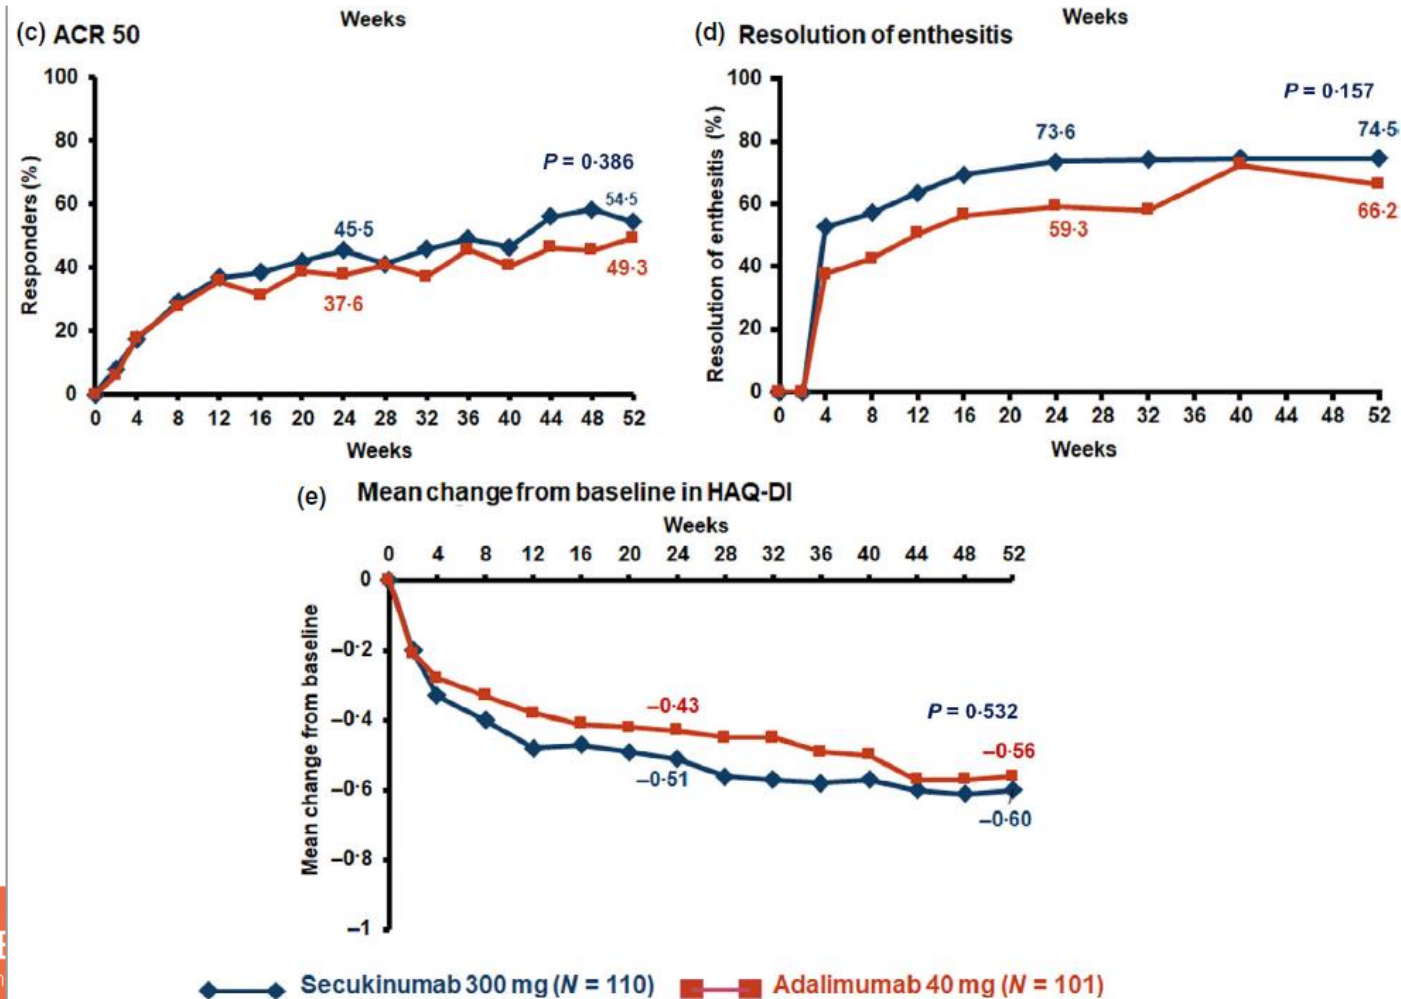 Weeks
Weeks
(c) ACR 50
(d) Resolution of enthesitis
100
80
60
40
20
0
Responders (%)
P = 0·386
45·5
54·5
37·6
49·3
0 4 8 12 16 20 24 28 32 36 40 44 48 52
Weeks
100
80
60
40
20
0
Resolution of enthesitis (%)
P = 0·157
73·6
74·5
59·3
66·2
0 4 8 12 16 20 24 28 32 36 40 44 48 52
Weeks
(e) Mean change from baseline in HAQ-DI
Weeks
0 4 8 12 16 20 24 28 32 36 40 44 48 52
0
–0·2
–0·4
–0·6
–0·8
–1
Mean change from baseline
–0·43
P = 0·532
–0·56
–0·51
–0·60
Secukinumab 300 mg (N = 110)
Adalimumab 40 mg (N = 101)